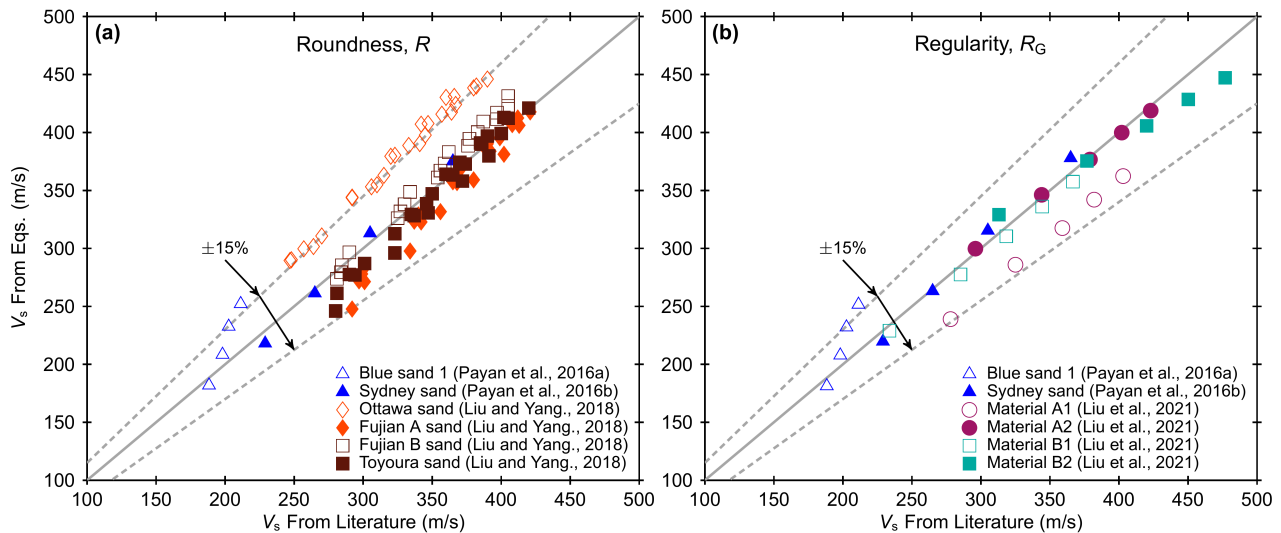 (a)
Roundness, R
500
450
400
350
300
250
200
150
100
Vs From Eqs. (m/s)
±15%
Blue sand 1 (Payan et al., 2016a)
Sydney sand (Payan et al., 2016b)
Ottawa sand (Liu and Yang., 2018)
Fujian A sand (Liu and Yang., 2018)
Fujian B sand (Liu and Yang., 2018)
Toyoura sand (Liu and Yang., 2018)
100 150 200 250 300 350 400 450 500
Vs From Literature (m/s)
(b)
Regularity, RG
500
450
400
350
300
250
200
150
100
±15%
Blue sand 1 (Payan et al., 2016a)
Sydney sand (Payan et al., 2016b)
Material A1 (Liu et al., 2021)
Material A2 (Liu et al., 2021)
Material B1 (Liu et al., 2021)
Material B2 (Liu et al., 2021)
100 150 200 250 300 350 400 450 500
Vs From Literature (m/s)